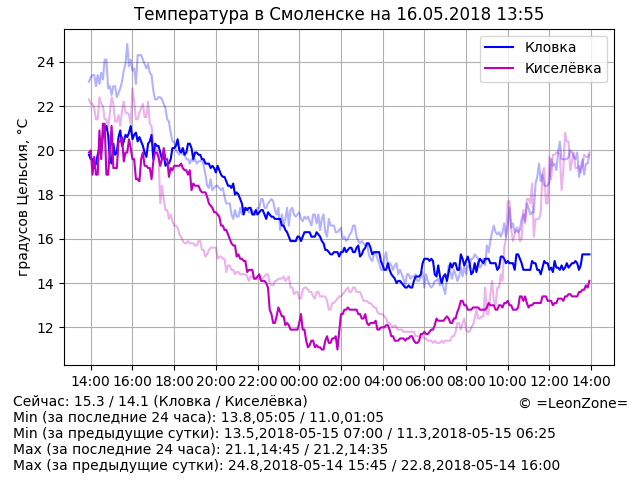 Температура в Смоленске на 16.05.2018 13:55
Кловка
Киселёвка
градусов Цельсия, °C
24
22
20
18
16
14
12
14:00 16:00 18:00 20:00 22:00 00:00 02:00 04:00 06:00 08:00 10:00 12:00 14:00
Сейчас: 15.3 / 14.1 (Кловка / Киселёвка)
© =LeonZone=
Min (за последние 24 часа): 13.8,05:05 / 11.0,01:05
Min (за предыдущие сутки): 13.5,2018-05-15 07:00 / 11.3,2018-05-15 06:25
Max (за последние 24 часа): 21.1,14:45 / 21.2,14:35
Max (за предыдущие сутки): 24.8,2018-05-14 15:45 / 22.8,2018-05-14 16:00